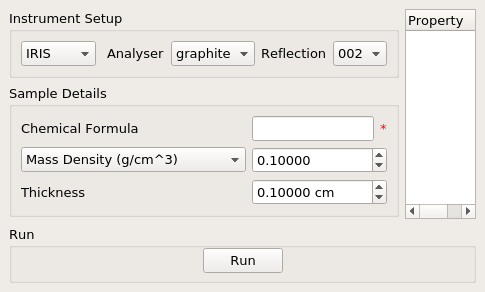 Instrument Setup
IRIS Analyser graphite Reflection 002
Property
Sample Details
Chemical Formula *
Mass Density (g/cm^3) 0.10000
Thickness 0.10000 cm
Run
Run